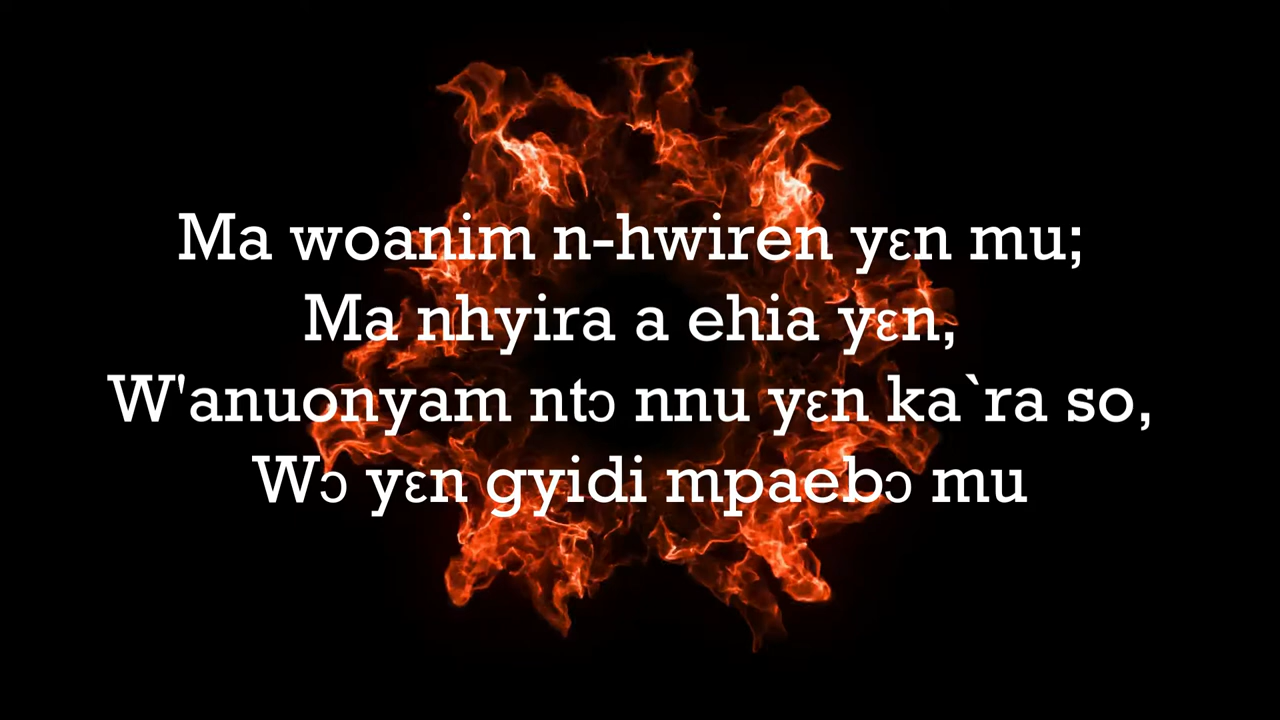 Ma woanim n-hwiren yɛn mu;
Ma nhyira a ehia yɛn,
W'anuonyam ntɔ nnu yɛn ka`ra so,
Wɔ yɛn gyidi mpaebɔ mu